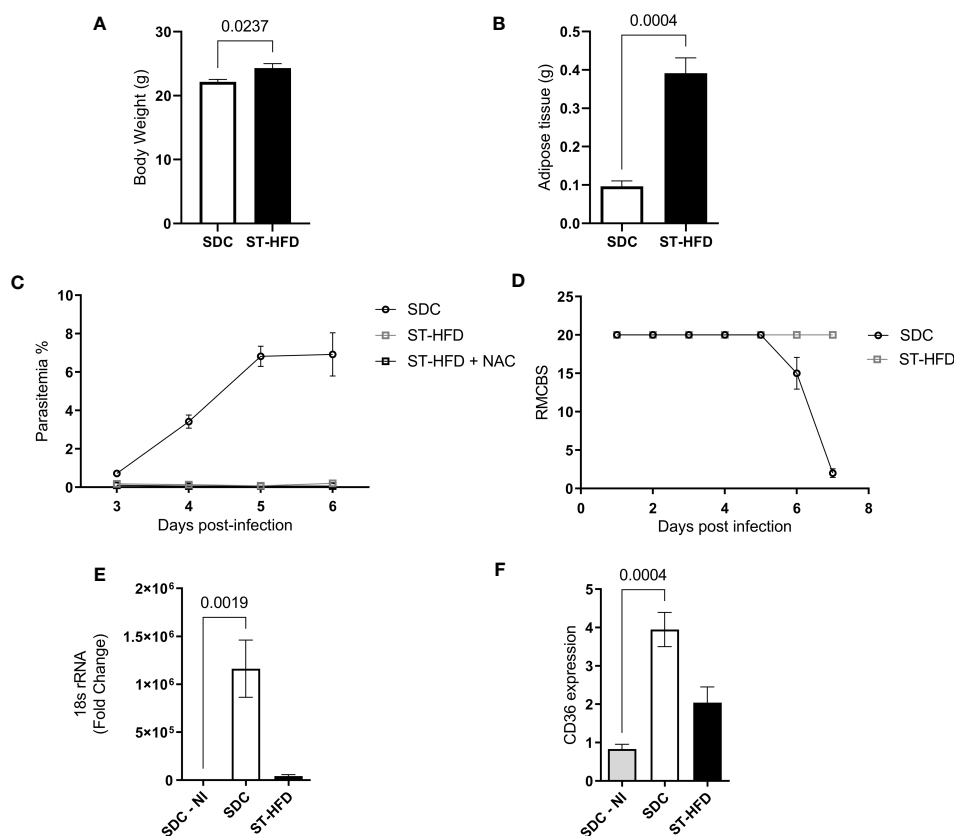 A
0.0237
30
20
10
0
Body Weight (g)
SDC ST-HFD
B
0.0004
0.5
0.4
0.3
0.2
0.1
0.0
Adipose tissue (g)
SDC ST-HFD
C
10
8
6
4
2
0
Parasitemia %
3 4 5 6
Days post-infection
SDC
ST-HFD
ST-HFD + NAC
D
25
20
15
10
5
0
RMCBS
0 2 4 6 8
Days post infection
SDC
ST-HFD
E
0.0019
2×10⁶
1.5×10⁶
1×10⁶
5×10⁵
0
18s rRNA
(Fold Change)
SDC - NI SDC ST-HFD
F
0.0004
5
4
3
2
1
0
CD36 expression
SDC - NI SDC ST-HFD